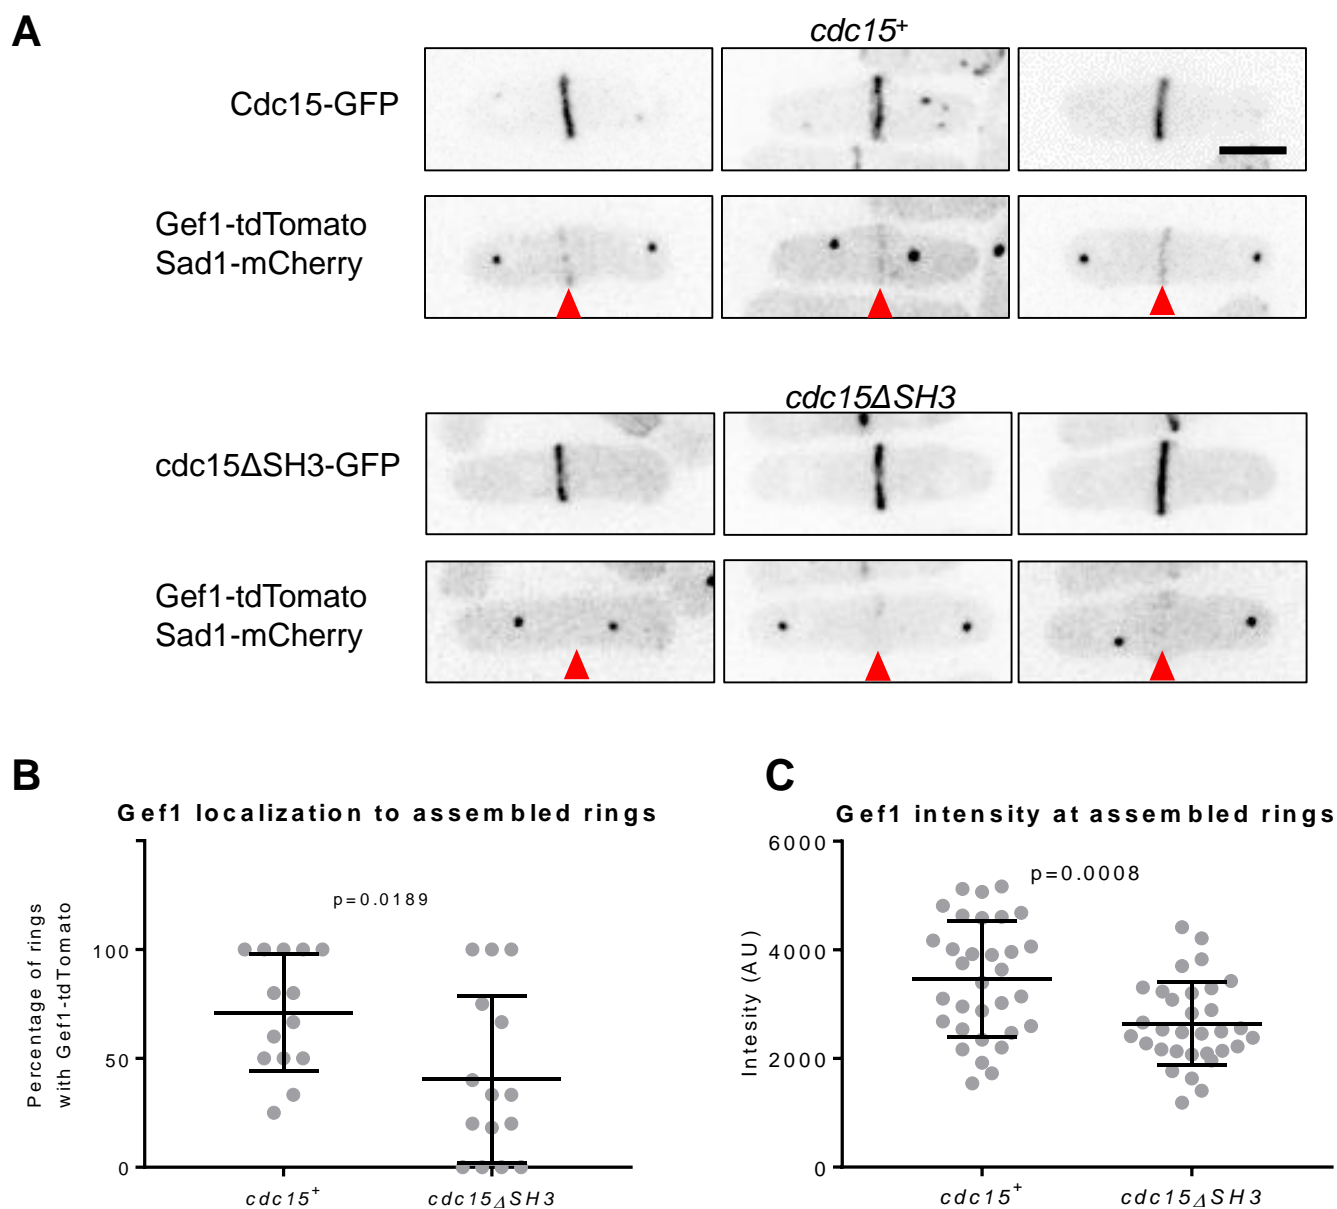 A
cdc15⁺
Cdc15-GFP
Gef1-tdTomato
Sad1-mCherry
cdc15ΔSH3
cdc15ΔSH3-GFP
Gef1-tdTomato
Sad1-mCherry
B
Gef1 localization to assembled rings
Percentage of rings
with Gef1-tdTomato
p=0.0189
100
50
0
cdc15⁺
cdc15ΔSH3
C
Gef1 intensity at assembled rings
Intesity (AU)
p=0.0008
6000
4000
2000
0
cdc15⁺
cdc15ΔSH3